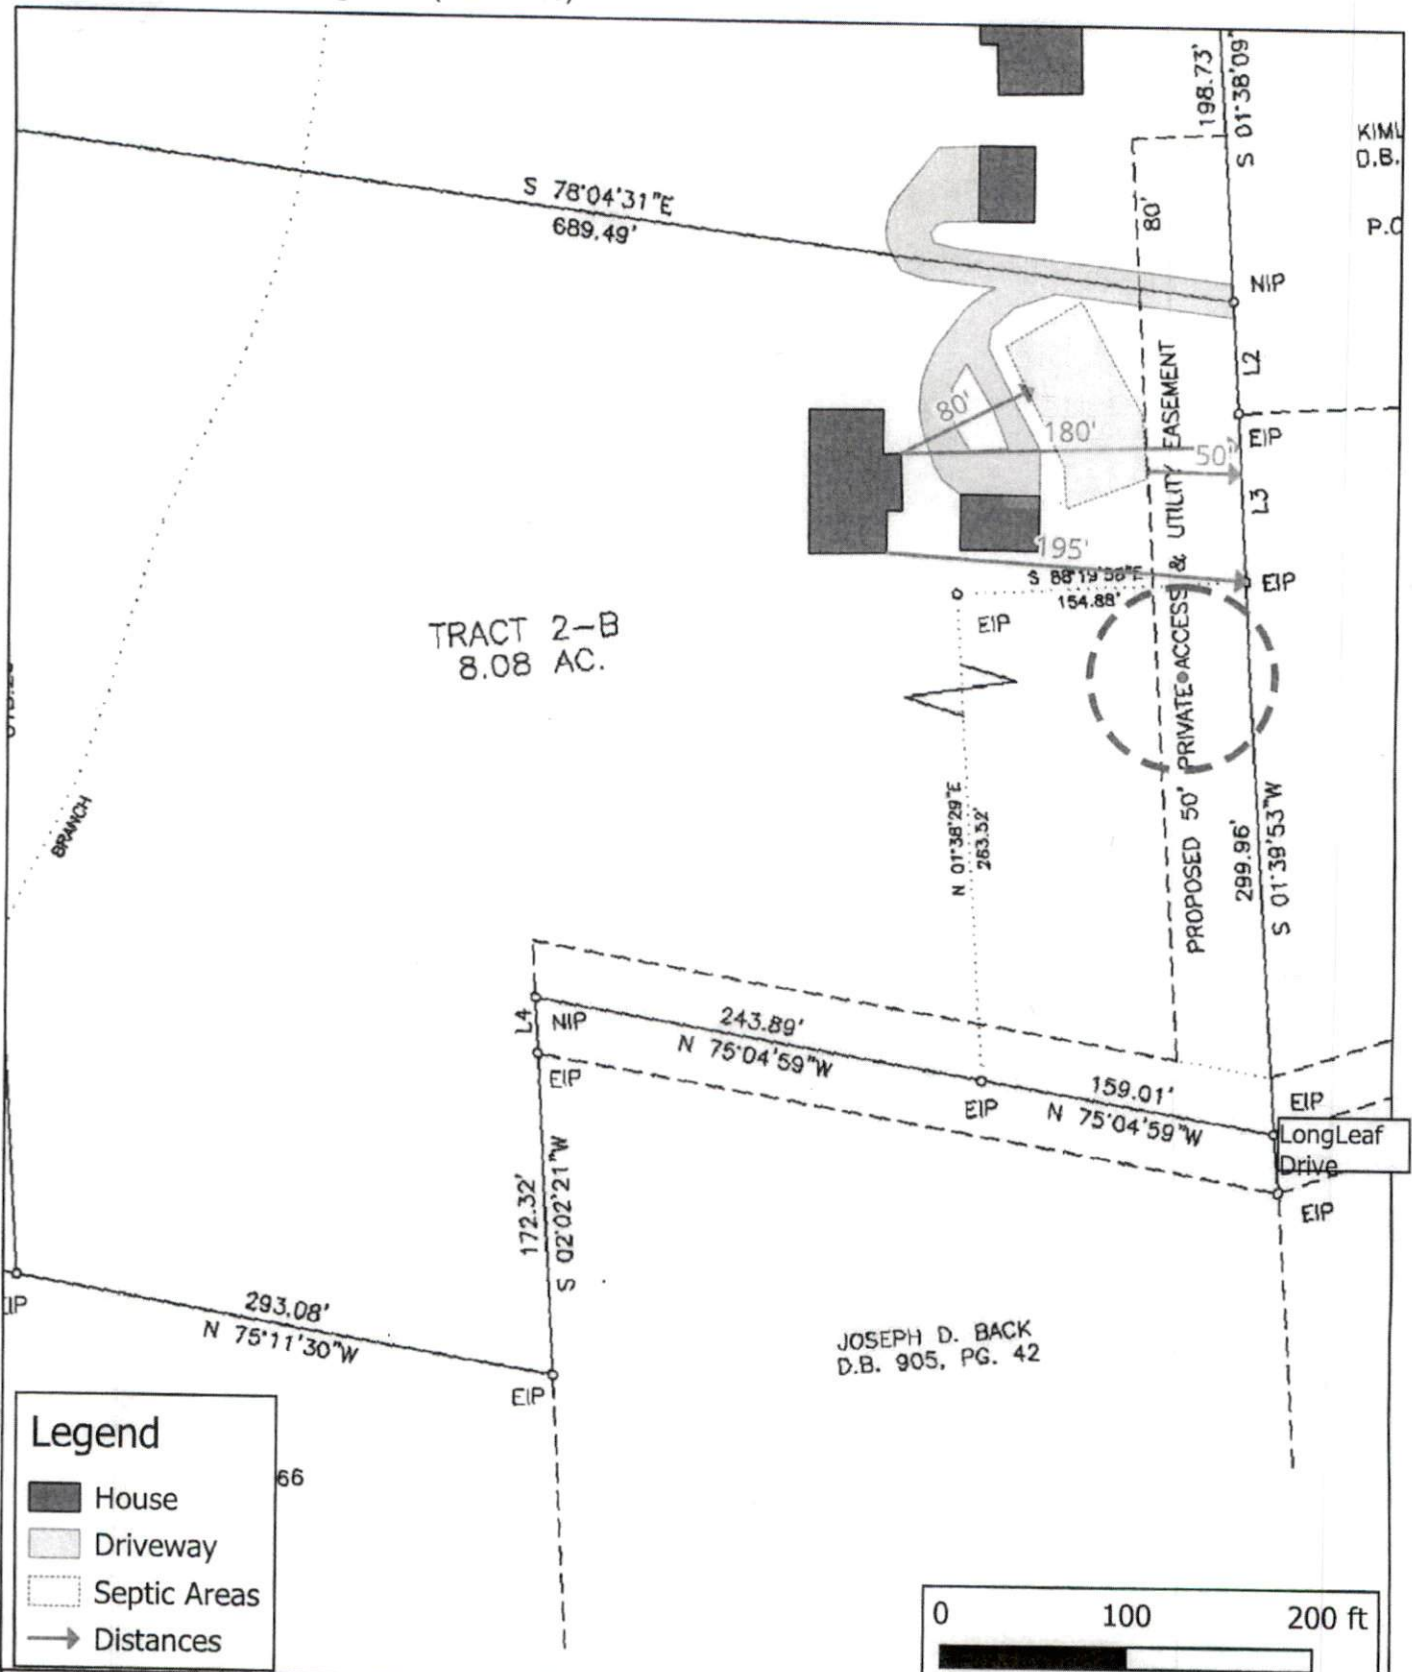 198.73'
S 01°38'09"
KIML
D.B.
P.O
S 78°04'31"E
689.49'
80'
NIP
L2
EIP
80'
180'
50'
L3
195'
S 88°19'58"E
154.88'
EIP
EIP
TRACT 2-B
8.08 AC.
PROPOSED 50' PRIVATE ACCESS & UTILITY EASEMENT
BRANCH
N 01°38'29"E
263.52'
299.96'
S 01°39'53"W
L4
NIP
243.89'
N 75°04'59"W
EIP
EIP
159.01'
N 75°04'59"W
EIP
LongLeaf
Drive
EIP
172.32'
S 02°02'21"W
293.08'
N 75°11'30"W
EIP
JOSEPH D. BACK
D.B. 905, PG. 42
Legend
House
Driveway
Septic Areas
Distances
66
0 100 200 ft